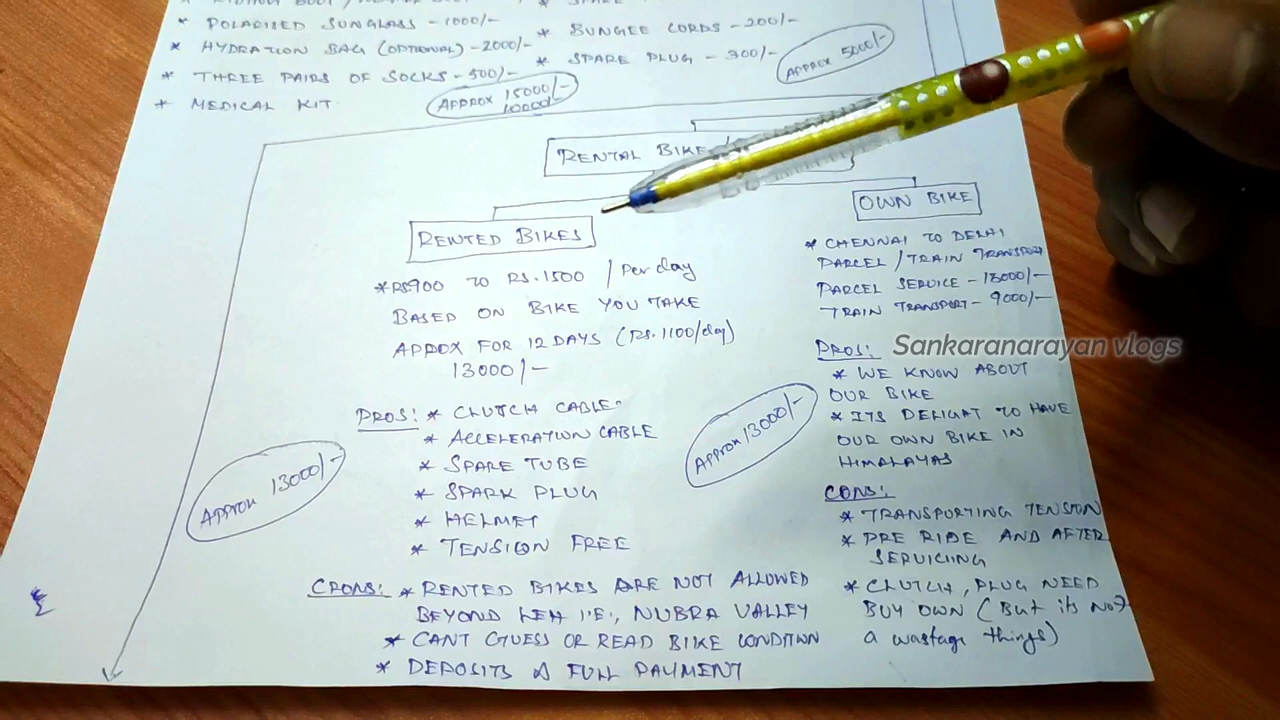 * POLARISED SUNGLASS - 1000/-
* HYDRATION BAG (OPTIONAL) - 2000/-
* THREE PAIRS OF SOCKS - 500/-
* MEDICAL KIT
APPROX 15000/-
10000/-
* BUNGEE CORDS - 200/-
* SPARE PLUG - 300/-
APPROX 5000/-
RENTAL BIKE
RENTED BIKES
* RS900 TO RS.1500 / Per day
BASED ON BIKE YOU TAKE
APPROX FOR 12 DAYS (Rs.1100/day)
13000/-
PROS: * CLUTCH CABLE
* ACCELERATION CABLE
* SPARE TUBE
* SPARK PLUG
* HELMET
* TENSION FREE
APPROX 13000/-
CRONS: * RENTED BIKES ARE NOT ALLOWED
BEYOND LEH I.E., NUBRA VALLEY
* CANT GUESS OR READ BIKE CONDITION
* DEPOSITS & FULL PAYMENT
OWN BIKE
* CHENNAI TO DELHI
PARCEL / TRAIN TRANSPORT
PARCEL SERVICE - 13000/-
TRAIN TRANSPORT - 9000/-
Sankaranarayan vlogs
PROS:
* WE KNOW ABOUT
OUR BIKE
* ITS DELIGHT TO HAVE
OUR OWN BIKE IN
HIMALAYAS
APPROX 13000/-
CONS:
* TRANSPORTING TENSION
* PRE RIDE AND AFTER
SERVICING
* CLUTCH, PLUG NEED
BUY OWN (But its not
a wastage things)